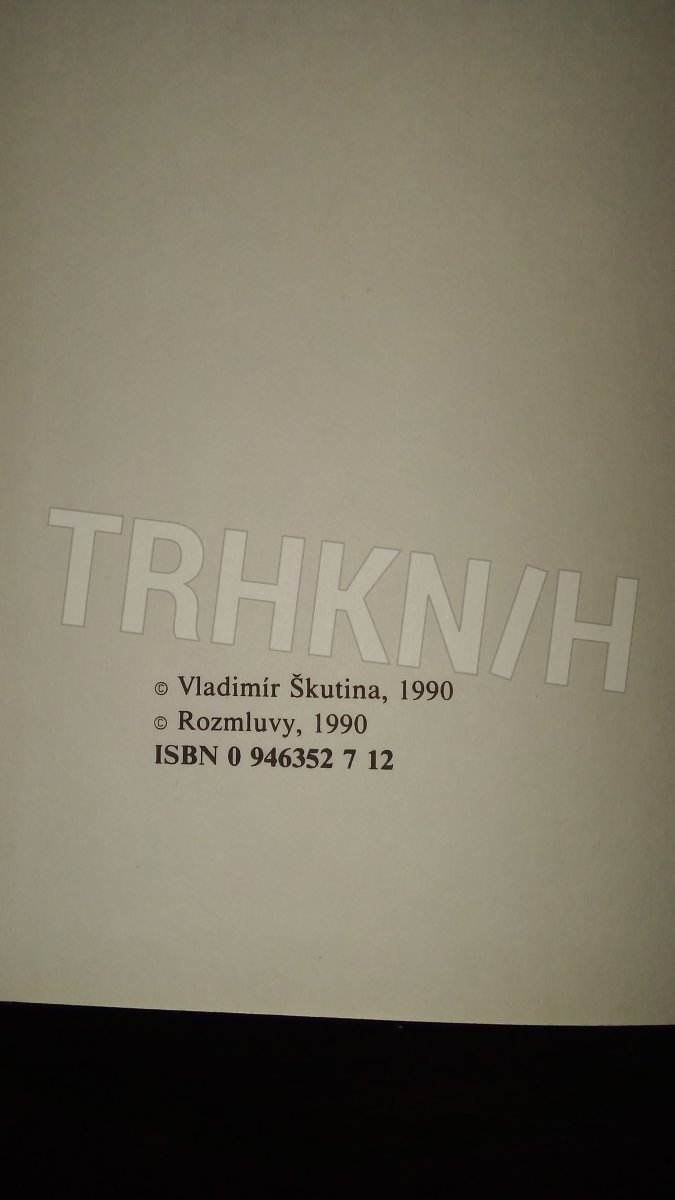 TRHKN/H
© Vladimír Škutina, 1990
© Rozmluvy, 1990
ISBN 0 946352 7 12